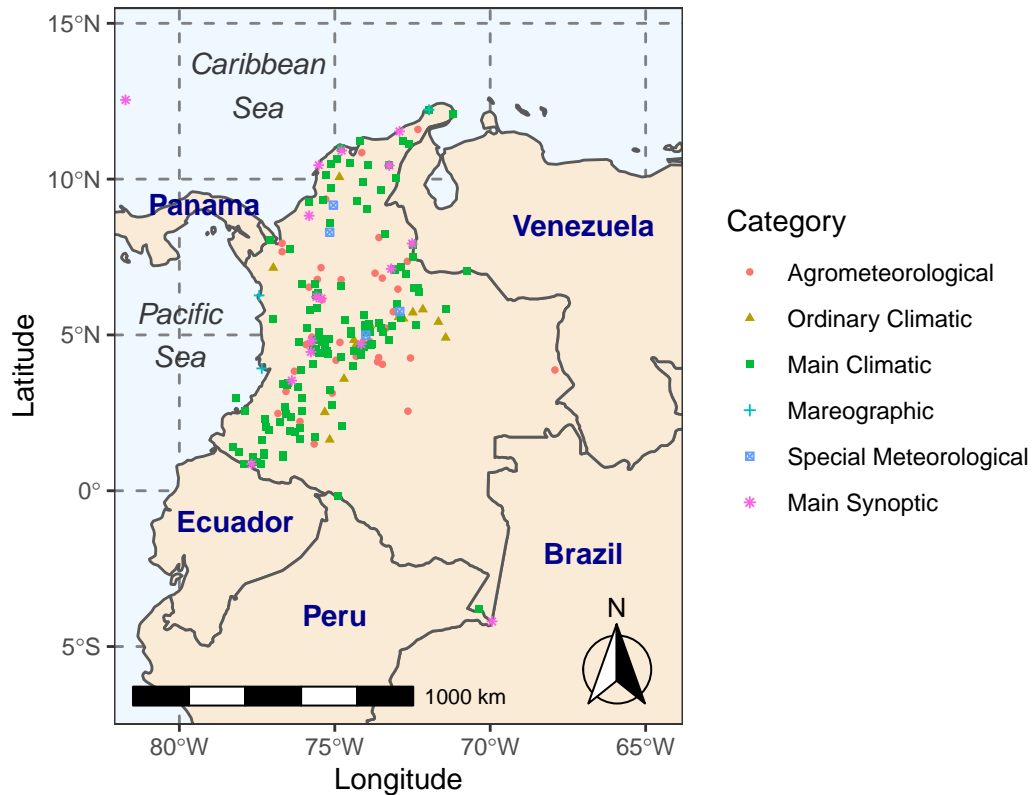 15°N
10°N
5°N
0°
5°S
80°W
75°W
70°W
65°W
Latitude
Longitude
Caribbean
Sea
Panama
Venezuela
Pacific
Sea
Ecuador
Brazil
Peru
N
1000 km
Category
Agrometeorological
Ordinary Climatic
Main Climatic
Mareographic
Special Meteorological
Main Synoptic